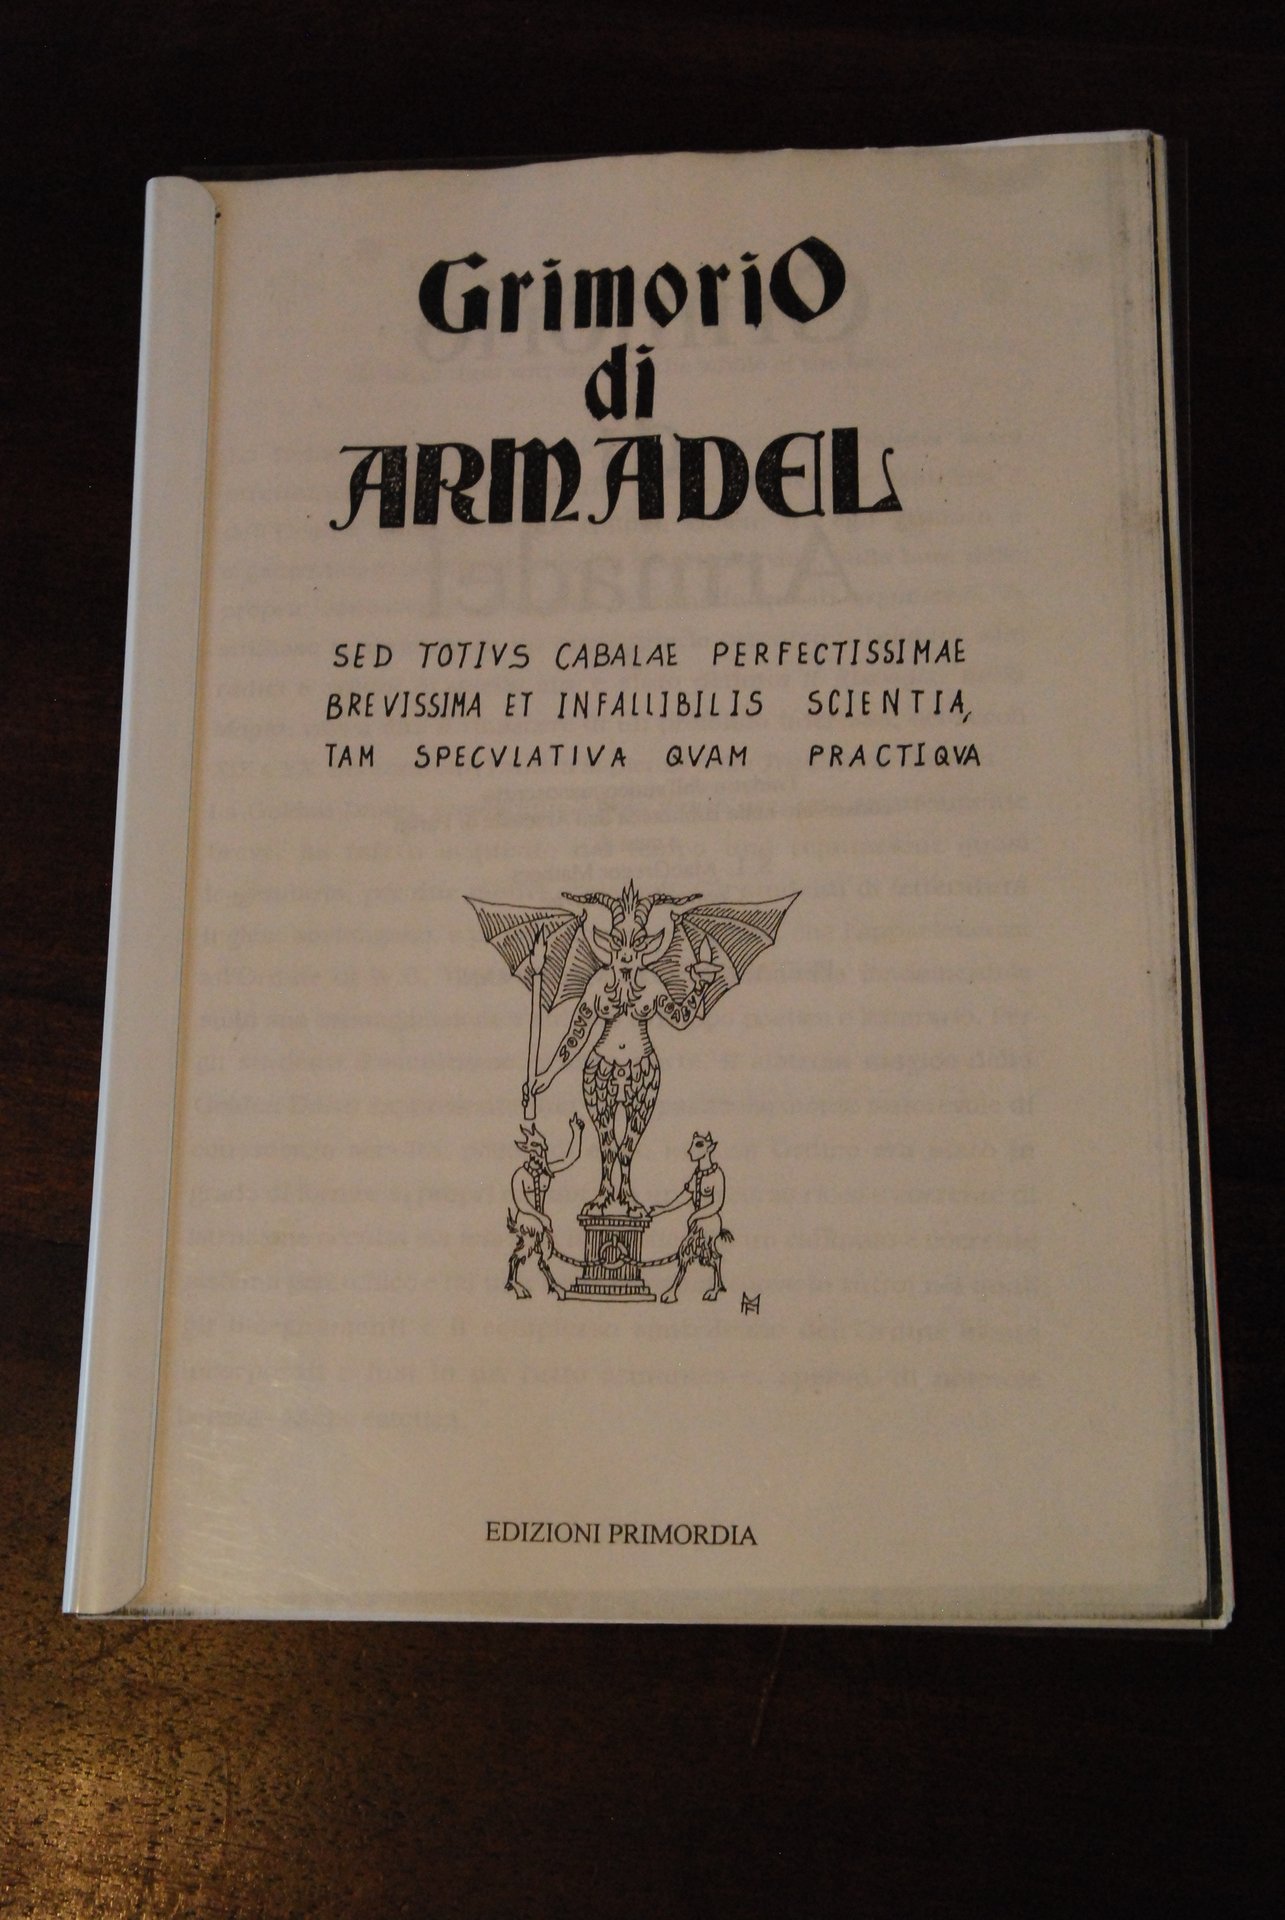 GrimoriO
di
ARMADEL
SED TOTIVS CABALAE PERFECTISSIMAE
BREVISSIMA ET INFALLIBILIS SCIENTIA,
TAM SPECVLATIVA QVAM PRACTIQVA
SOLVE
COAGULA
EDIZIONI PRIMORDIA